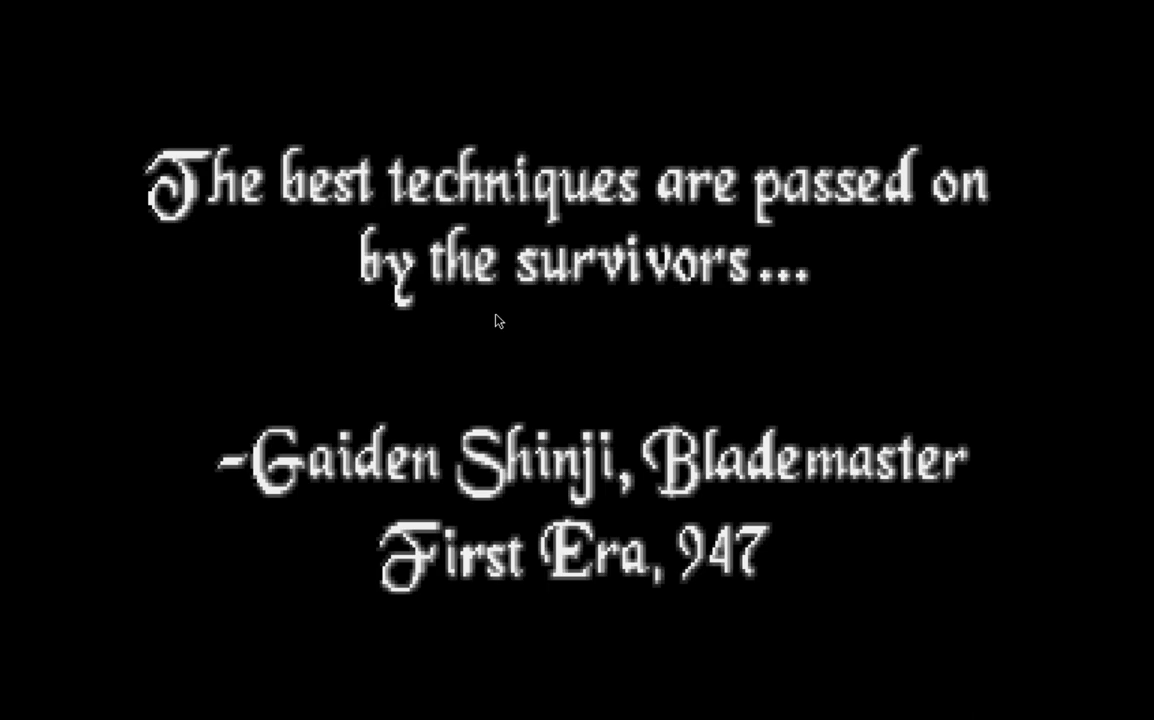 The best techniques are passed on
by the survivors...
-Gaiden Shinji, Blademaster
First Era, 947